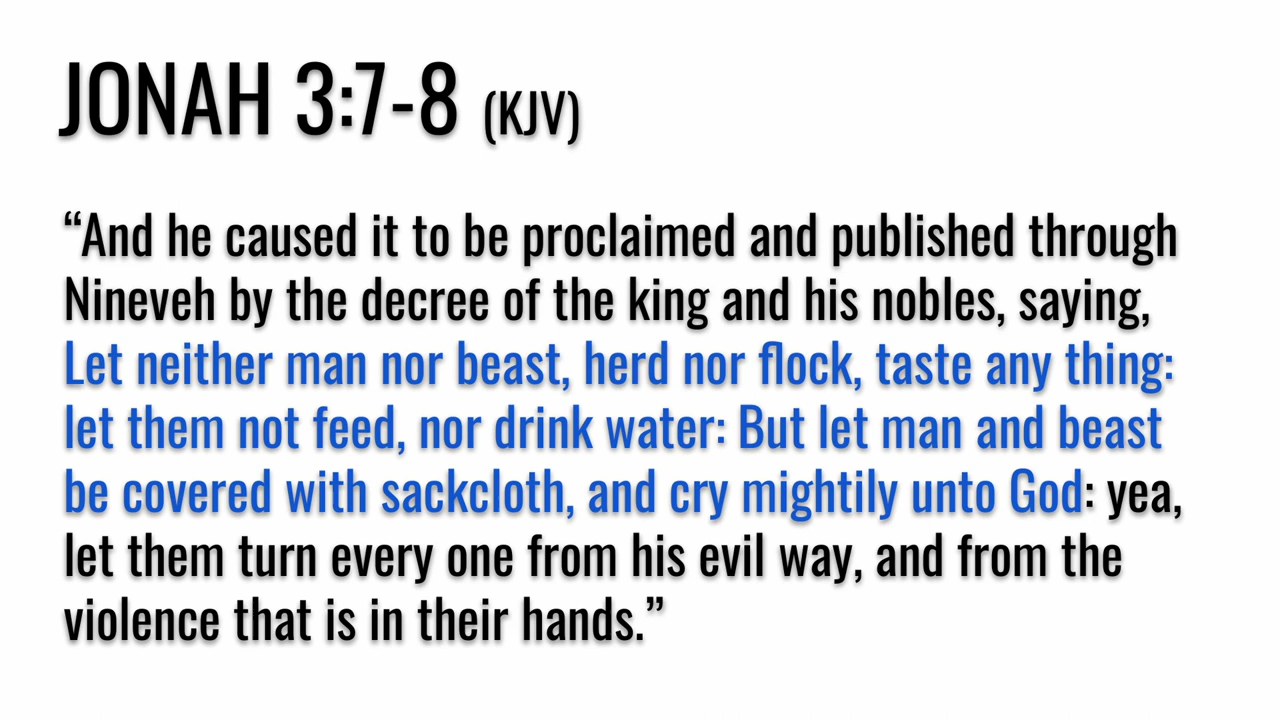 JONAH 3:7-8 (KJV)
“And he caused it to be proclaimed and published through
Nineveh by the decree of the king and his nobles, saying,
Let neither man nor beast, herd nor flock, taste any thing:
let them not feed, nor drink water: But let man and beast
be covered with sackcloth, and cry mightily unto God: yea,
let them turn every one from his evil way, and from the
violence that is in their hands.”